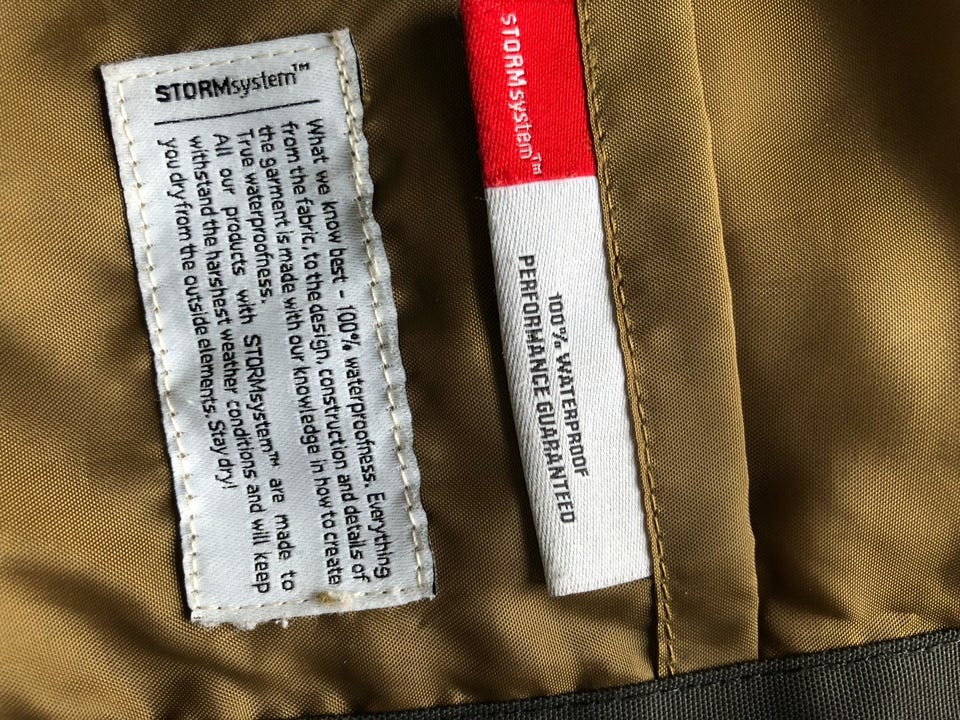 STORMsystem™
What we know best - 100% waterproofness. Everything
from the fabric, to the design, construction and details of
the garment is made with our knowledge in how to create
True waterproofness.
All our products with STORMsystem™ are made to
withstand the harshest weather conditions and will keep
you dry from the outside elements. Stay dry!
STORMsystem™
100% WATERPROOF
PERFORMANCE GUARANTEED